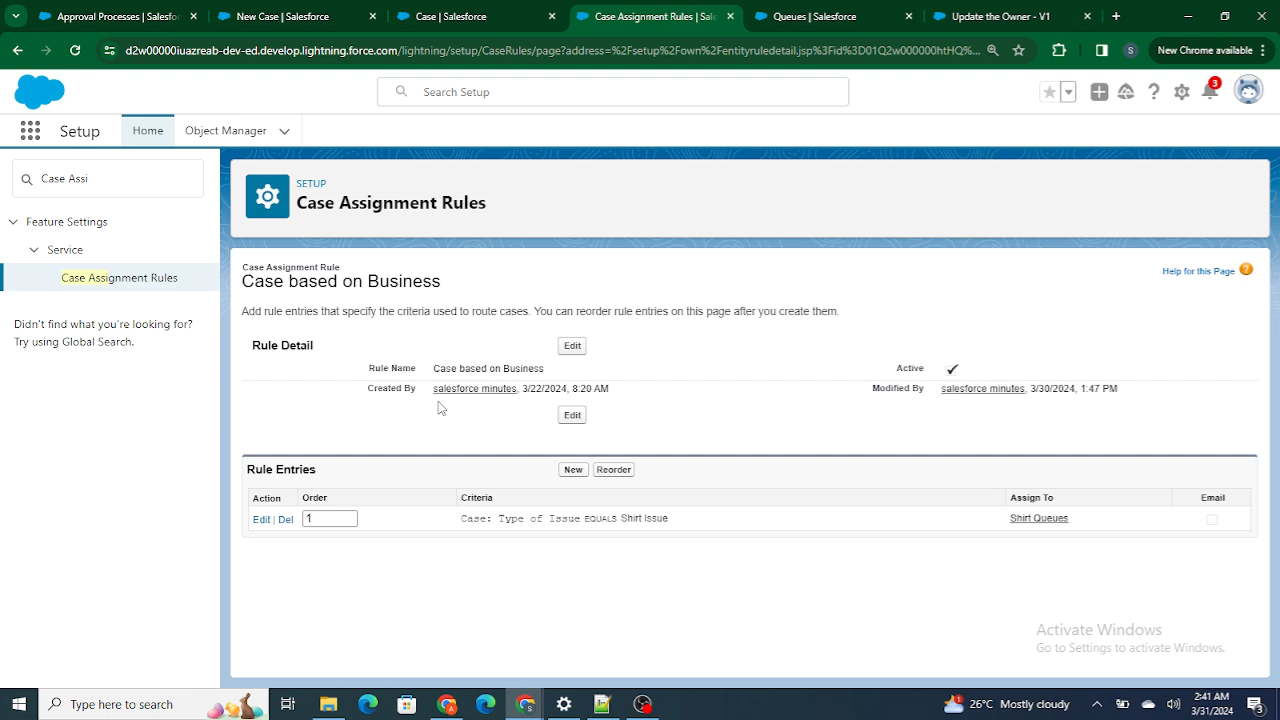 Approval Processes | Salesfo
New Case | Salesforce
Case | Salesforce
Case Assignment Rules | Sal
Queues | Salesforce
Update the Owner - V1
d2w00000iuazreab-dev-ed.develop.lightning.force.com/lightning/setup/CaseRules/page?address=%2Fsetup%2Fown%2Fentityruledetail.jsp%3Fid%3D01Q2w000000htHQ%...
S
New Chrome available
Search Setup
3
Setup
Home
Object Manager
Case Assi
Feature Settings
Service
Case Assignment Rules
Didn't find what you're looking for?
Try using Global Search.
SETUP
Case Assignment Rules
Case Assignment Rule
Case based on Business
Help for this Page ?
Add rule entries that specify the criteria used to route cases. You can reorder rule entries on this page after you create them.
Rule Detail
Edit
Rule Name Case based on Business
Active
Created By salesforce minutes, 3/22/2024, 8:20 AM
Modified By salesforce minutes, 3/30/2024, 1:47 PM
Edit
Rule Entries
New Reorder
Action Order Criteria Assign To Email
Edit | Del 1 Case: Type of Issue EQUALS Shirt Issue Shirt Queues
Activate Windows
Go to Settings to activate Windows.
Type here to search
26°C Mostly cloudy
2:41 AM
3/31/2024
3